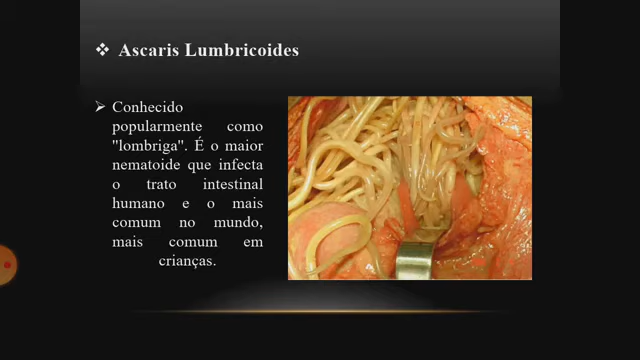 Ascaris Lumbricoides
Conhecido
popularmente como
"lombriga". É o maior
nematoide que infecta
o trato intestinal
humano e o mais
comum no mundo,
mais comum em
crianças.